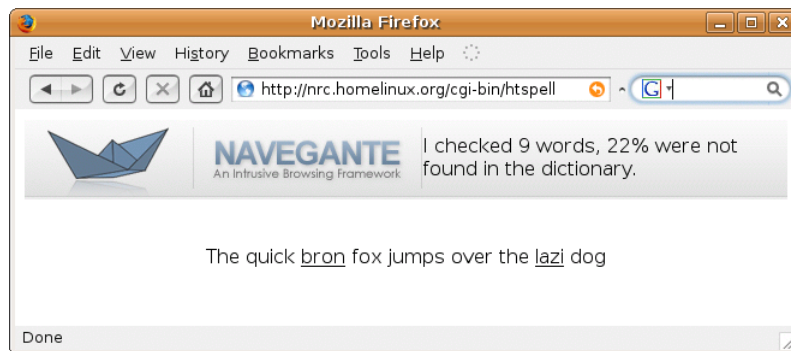 Mozilla Firefox
File Edit View History Bookmarks Tools Help
http://nrc.homelinux.org/cgi-bin/htspell G
NAVEGANTE
An Intrusive Browsing Framework
I checked 9 words, 22% were not
found in the dictionary.
The quick bron fox jumps over the lazi dog
Done